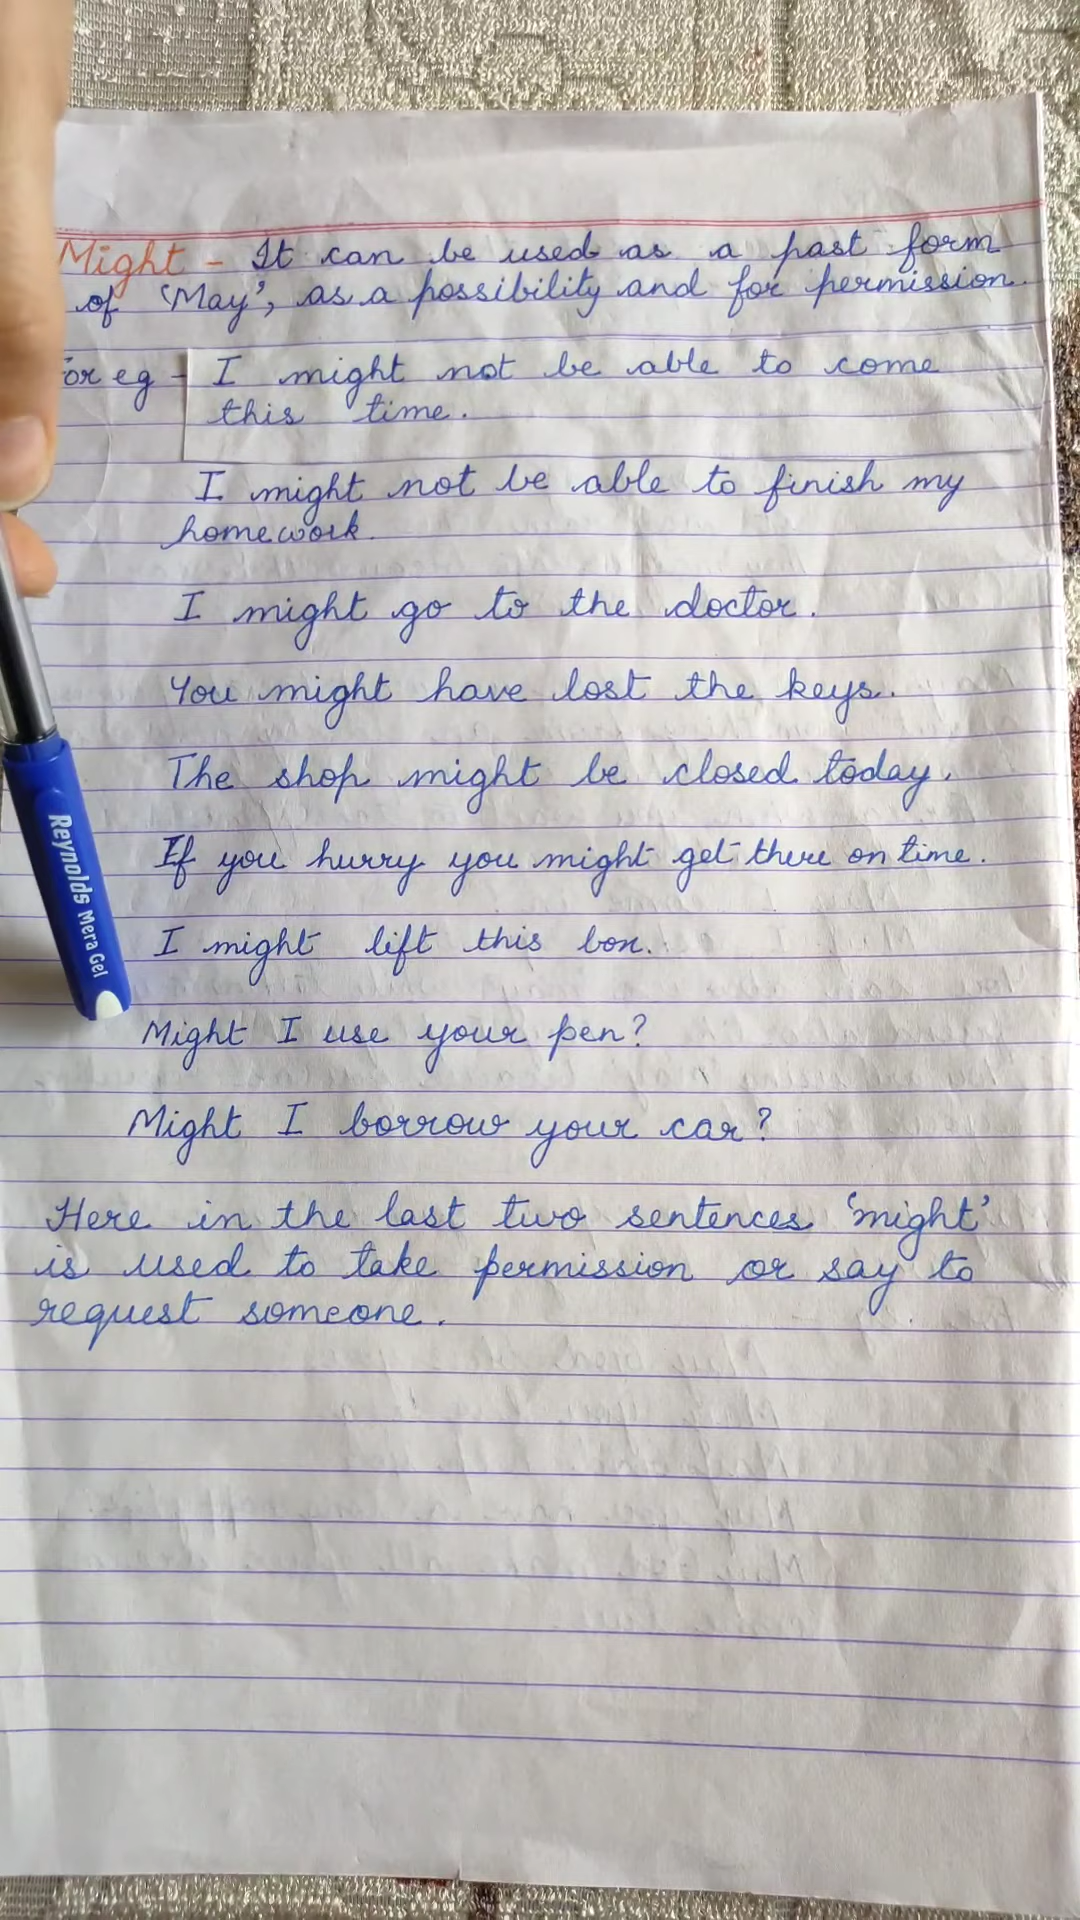 Might - It can be used as a past form
of 'May', as a possibility and for permission.
or eg - I might not be able to come
this time.
I might not be able to finish my
homework.
I might go to the doctor.
You might have lost the keys.
The shop might be closed today.
If you hurry you might get there on time.
I might lift this box.
Might I use your pen?
Might I borrow your car?
Here in the last two sentences 'might'
is used to take permission or say to
request someone.
Reynolds Mera Gel